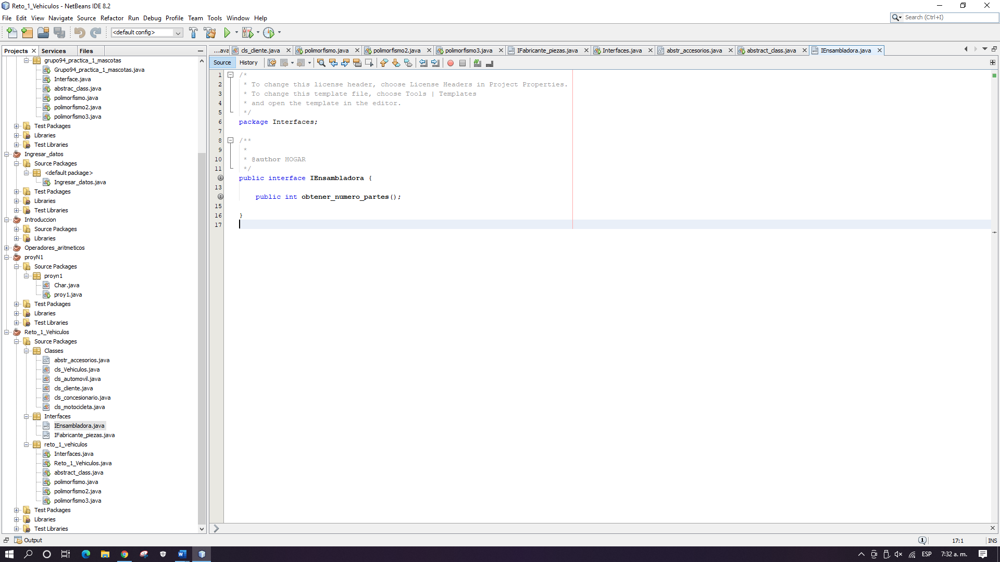 Reto_1_Vehiculos - NetBeans IDE 8.2
File Edit View Navigate Source Refactor Run Debug Profile Team Tools Window Help
Search (Ctrl+I)
<default config>
Projects Services Files
...ava cls_cliente.java polimorfismo.java polimorfismo2.java polimorfismo3.java IFabricante_piezas.java Interfaces.java abstr_accesorios.java abstract_class.java IEnsambladora.java
Source History
grupo94_practica_1_mascotas
Grupo94_practica_1_mascotas.java
Interface.java
abstrac_class.java
polimorfismo.java
polimorfismo2.java
polimorfismo3.java
Test Packages
Libraries
Test Libraries
Ingresar_datos
Source Packages
<default package>
Ingresar_datos.java
Test Packages
Libraries
Test Libraries
Introduccion
Source Packages
Libraries
Operadores_aritmeticos
proyN1
Source Packages
proyn1
Char.java
proy1.java
Test Packages
Libraries
Test Libraries
Reto_1_Vehiculos
Source Packages
Classes
abstr_accesorios.java
cls_Vehiculos.java
cls_automovil.java
cls_cliente.java
cls_concesionario.java
cls_motocicleta.java
Interfaces
IEnsambladora.java
IFabricante_piezas.java
reto_1_vehiculos
Interfaces.java
Reto_1_Vehiculos.java
abstract_class.java
polimorfismo.java
polimorfismo2.java
polimorfismo3.java
Test Packages
Libraries
Test Libraries
1 /*
2 * To change this license header, choose License Headers in Project Properties.
3 * To change this template file, choose Tools | Templates
4 * and open the template in the editor.
5 */
6 package Interfaces;
7
8 /**
9 *
10 * @author HOGAR
11 */
public interface IEnsambladora {
13
public int obtener_numero_partes();
15
16 }
17
Output
1
17:1 INS
ESP 7:32 a. m.